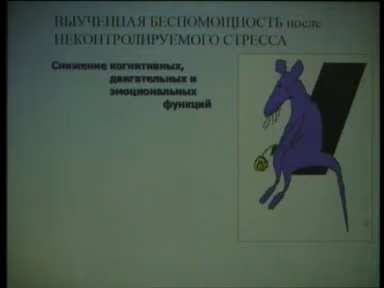 ВЫУЧЕННАЯ БЕСПОМОЩНОСТЬ после
НЕКОНТРОЛИРУЕМОГО СТРЕССА
Снижение когнитивных,
двигательных и
эмоциональных
функций